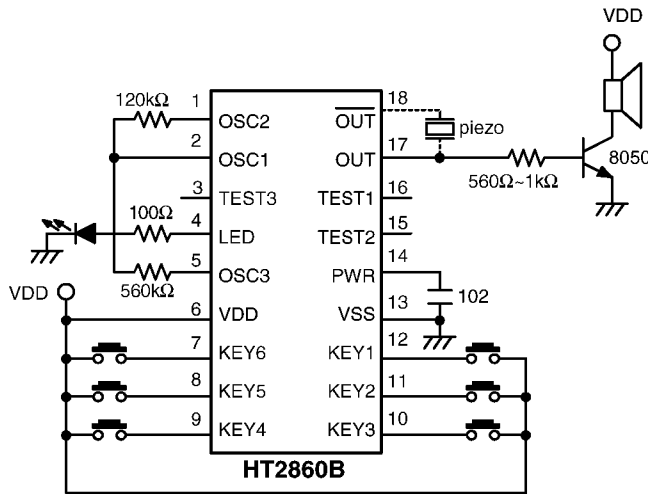 VDD
120kΩ
1
OSC2
2
OSC1
3
TEST3
100Ω
4
LED
5
OSC3
560kΩ
VDD
6
VDD
7
KEY6
8
KEY5
9
KEY4
18
OUT
piezo
17
OUT
560Ω~1kΩ
8050
16
TEST1
15
TEST2
14
PWR
102
13
VSS
12
KEY1
11
KEY2
10
KEY3
HT2860B